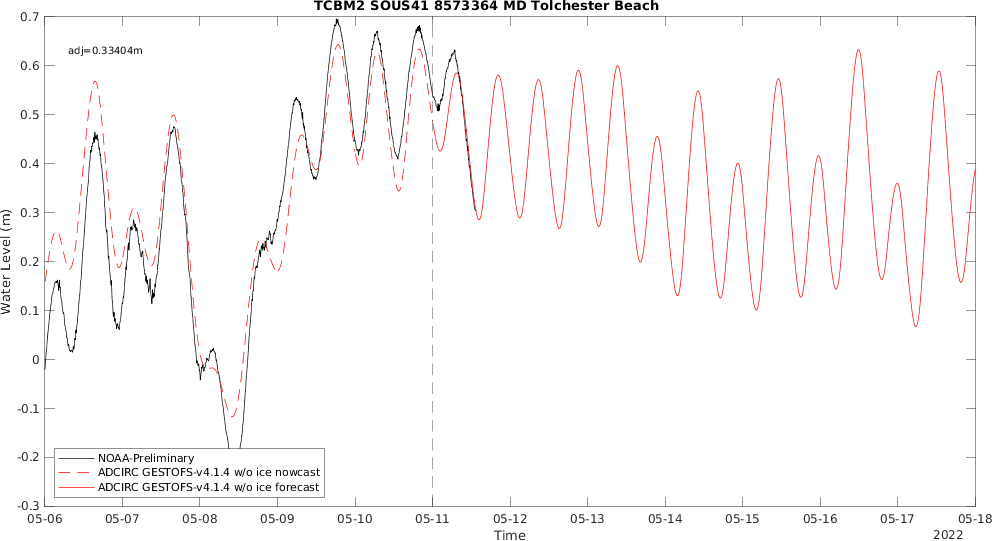 TCBM2 SOUS41 8573364 MD Tolchester Beach
adj=0.33404m
0.7
0.6
0.5
0.4
0.3
0.2
0.1
0
-0.1
-0.2
-0.3
Water Level (m)
NOAA-Preliminary
ADCIRC GESTOFS-v4.1.4 w/o ice nowcast
ADCIRC GESTOFS-v4.1.4 w/o ice forecast
05-06 05-07 05-08 05-09 05-10 05-11 05-12 05-13 05-14 05-15 05-16 05-17 05-18
Time
2022